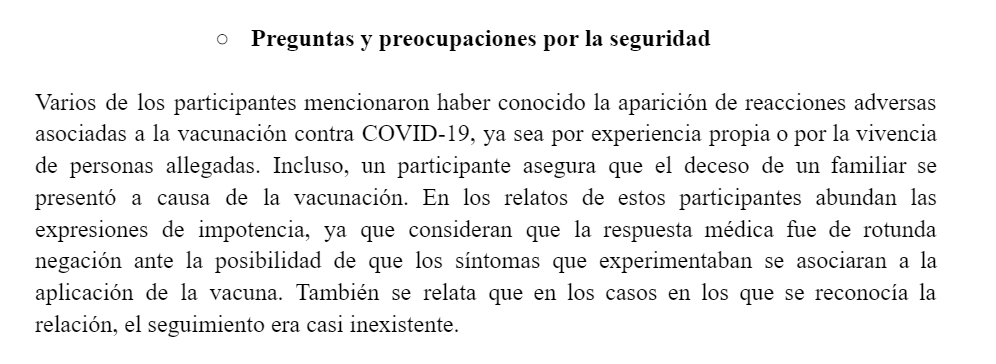 ○ Preguntas y preocupaciones por la seguridad
Varios de los participantes mencionaron haber conocido la aparición de reacciones adversas
asociadas a la vacunación contra COVID-19, ya sea por experiencia propia o por la vivencia
de personas allegadas. Incluso, un participante asegura que el deceso de un familiar se
presentó a causa de la vacunación. En los relatos de estos participantes abundan las
expresiones de impotencia, ya que consideran que la respuesta médica fue de rotunda
negación ante la posibilidad de que los síntomas que experimentaban se asociaran a la
aplicación de la vacuna. También se relata que en los casos en los que se reconocía la
relación, el seguimiento era casi inexistente.